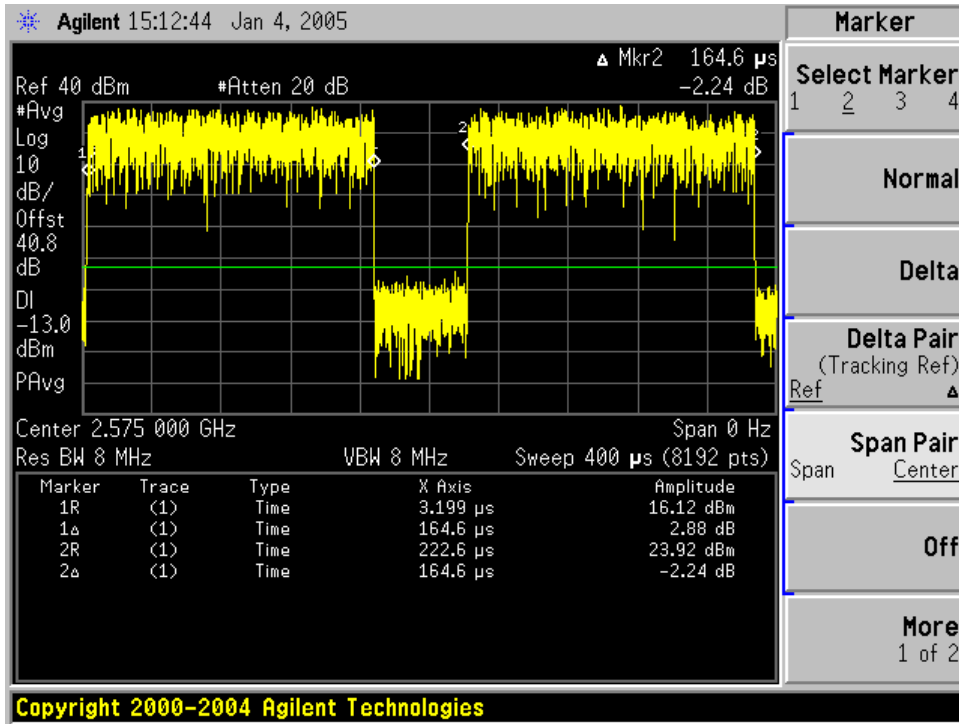 Agilent 15:12:44 Jan 4, 2005
Δ Mkr2 164.6 µs
Ref 40 dBm #Atten 20 dB -2.24 dB
#Avg
Log
10
dB/
Offst
40.8
dB
DI
-13.0
dBm
PAvg
1
2
Center 2.575 000 GHz Span 0 Hz
Res BW 8 MHz VBW 8 MHz Sweep 400 µs (8192 pts)
Marker Trace Type X Axis Amplitude
1R (1) Time 3.199 µs 16.12 dBm
1Δ (1) Time 164.6 µs 2.88 dB
2R (1) Time 222.6 µs 23.92 dBm
2Δ (1) Time 164.6 µs -2.24 dB
Marker
Select Marker
1 2 3 4
Normal
Delta
Delta Pair
(Tracking Ref)
Ref Δ
Span Pair
Span Center
Off
More
1 of 2
Copyright 2000-2004 Agilent Technologies